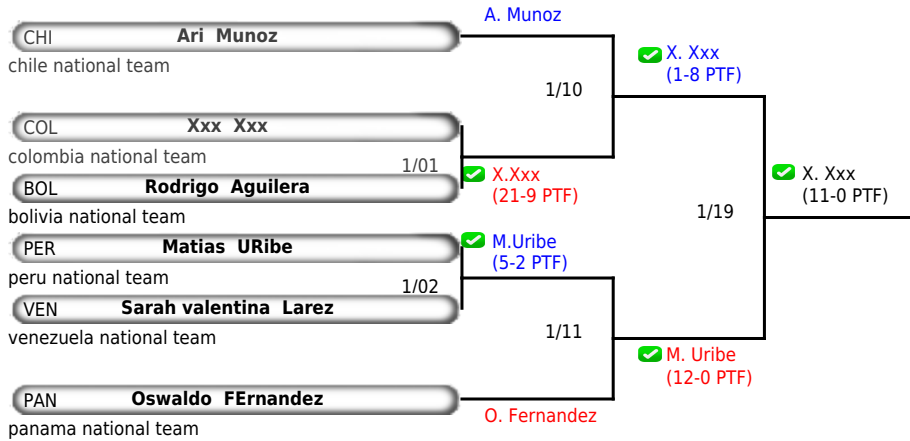 A. Munoz
CHI Ari Munoz
chile national team
X. Xxx
(1-8 PTF)
1/10
COL Xxx Xxx
colombia national team
1/01
X.Xxx
(21-9 PTF)
BOL Rodrigo Aguilera
bolivia national team
X. Xxx
(11-0 PTF)
1/19
PER Matias URibe
peru national team
M.Uribe
(5-2 PTF)
1/02
VEN Sarah valentina Larez
venezuela national team
1/11
M. Uribe
(12-0 PTF)
PAN Oswaldo FErnandez
panama national team
O. Fernandez